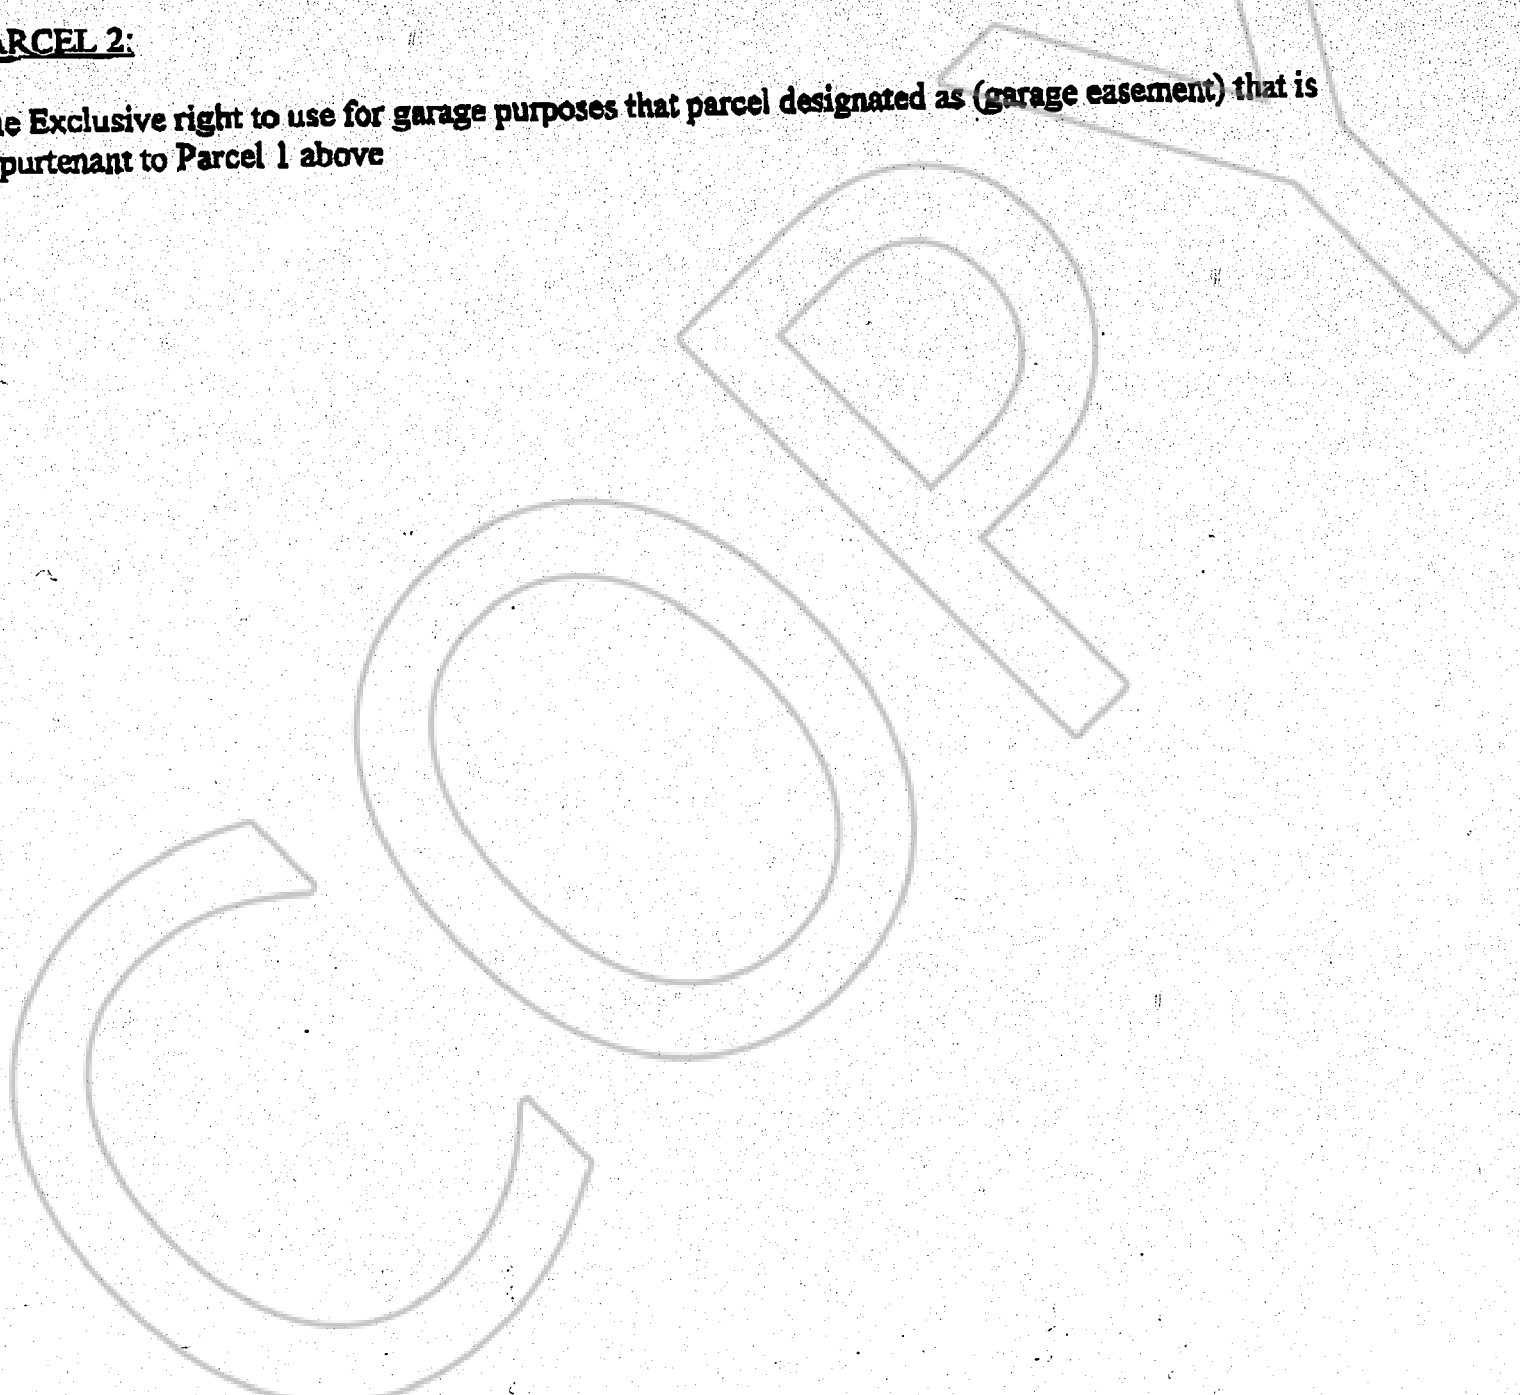 ARCEL 2:
e Exclusive right to use for garage purposes that parcel designated as (garage easement) that is
purtenant to Parcel 1 above
COPY